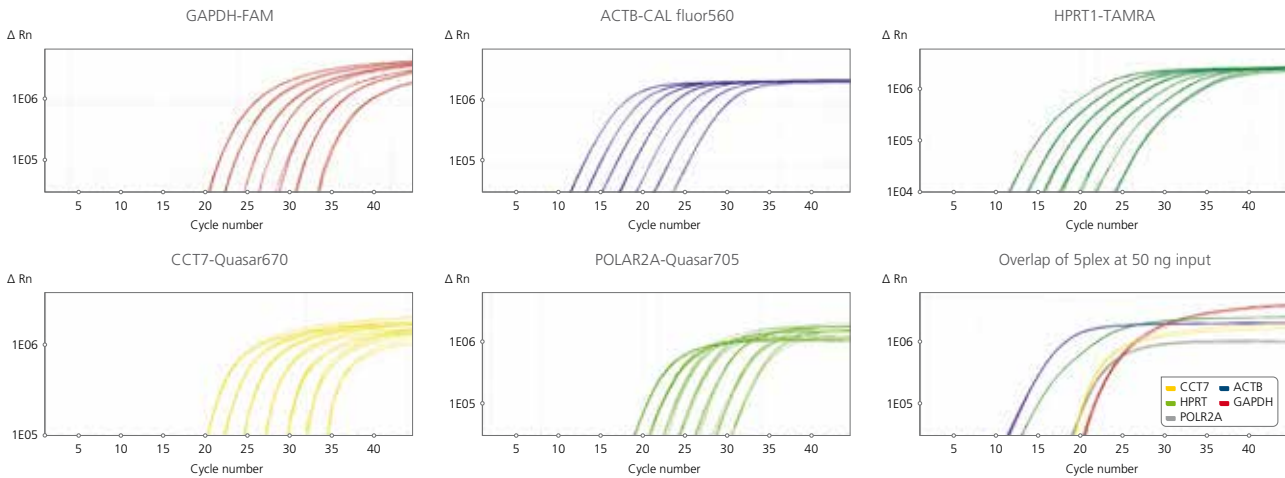 GAPDH-FAM
Δ Rn
1E06
1E05
5 10 15 20 25 30 35 40
Cycle number
ACTB-CAL fluor560
Δ Rn
1E06
1E05
5 10 15 20 25 30 35 40
Cycle number
HPRT1-TAMRA
Δ Rn
1E06
1E05
1E04
5 10 15 20 25 30 35 40
Cycle number
CCT7-Quasar670
Δ Rn
1E06
1E05
5 10 15 20 25 30 35 40
Cycle number
POLAR2A-Quasar705
Δ Rn
1E06
1E05
5 10 15 20 25 30 35 40
Cycle number
Overlap of 5plex at 50 ng input
Δ Rn
1E06
1E05
CCT7 ACTB
HPRT GAPDH
POLR2A
5 10 15 20 25 30 35 40
Cycle number